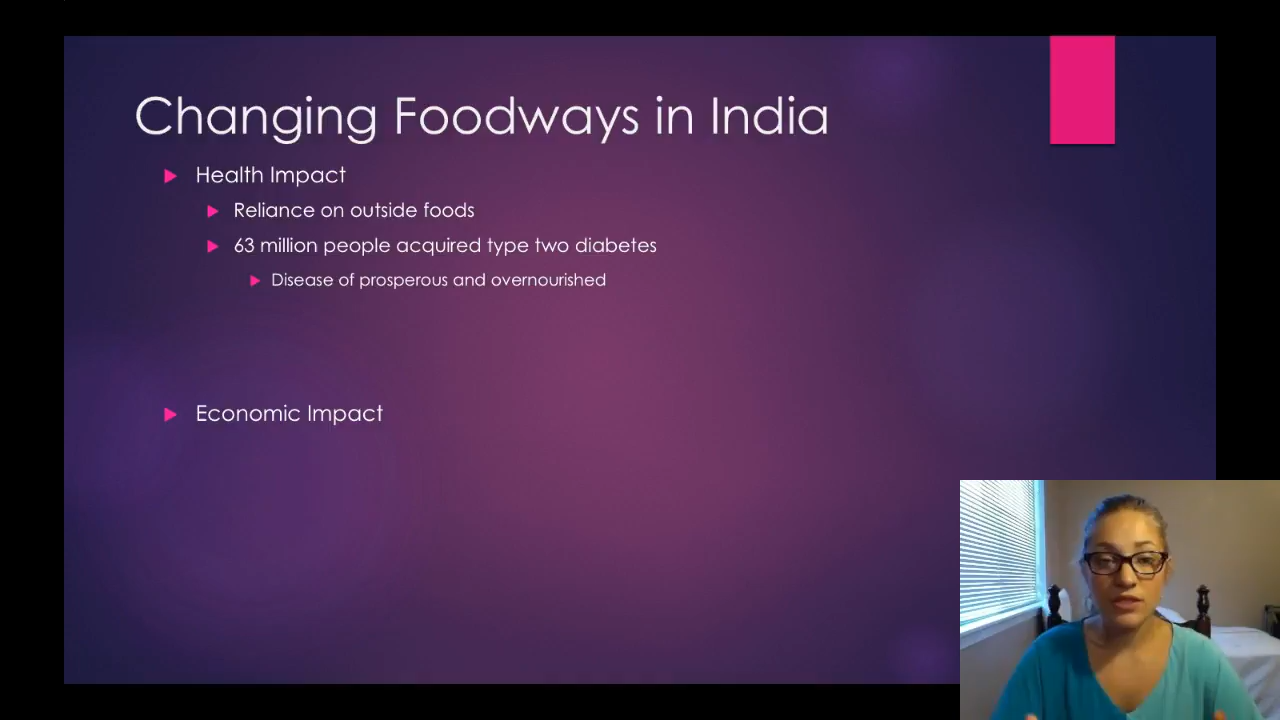 Changing Foodways in India
Health Impact
Reliance on outside foods
63 million people acquired type two diabetes
Disease of prosperous and overnourished
Economic Impact